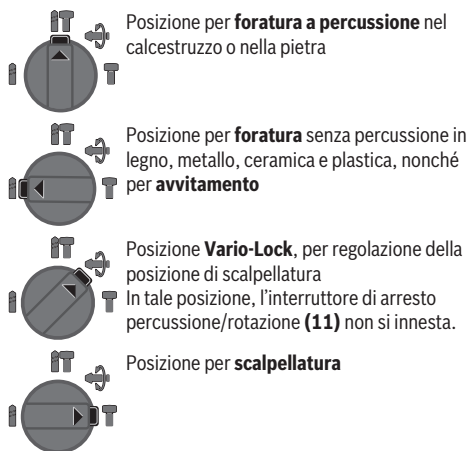 Posizione per foratura a percussione nel
calcestruzzo o nella pietra
Posizione per foratura senza percussione in
legno, metallo, ceramica e plastica, nonché
per avvitamento
Posizione Vario-Lock, per regolazione della
posizione di scalpellatura
In tale posizione, l'interruttore di arresto
percussione/rotazione (11) non si innesta.
Posizione per scalpellatura